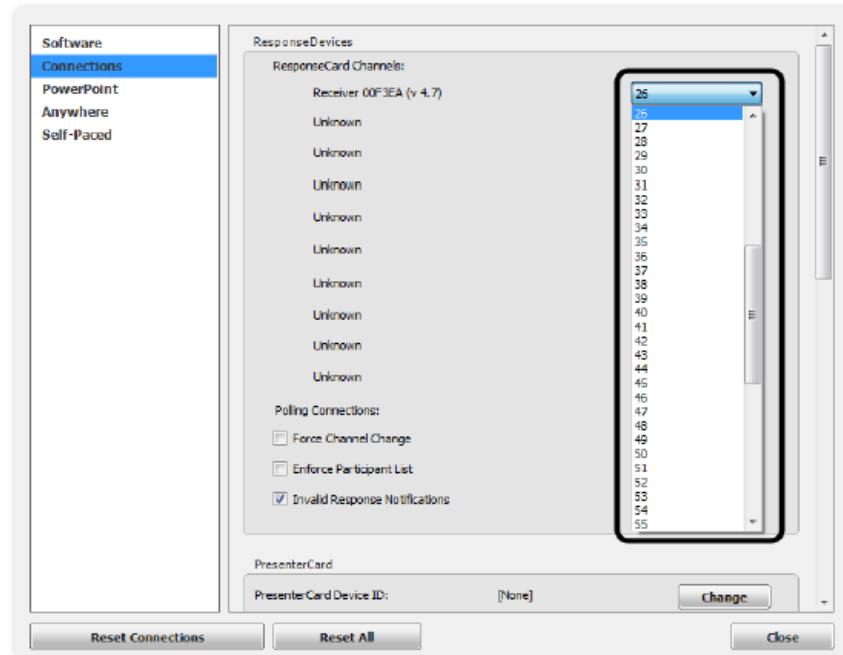 Software
Connections
PowerPoint
Anywhere
Self-Paced
ResponseDevices
ResponseCard Channels:
Receiver 00F3EA (v 4.7)
26
Unknown
Unknown
Unknown
Unknown
Unknown
Unknown
Unknown
Unknown
Unknown
26
27
28
29
30
31
32
33
34
35
36
37
38
39
40
41
42
43
44
45
46
47
48
49
50
51
52
53
54
55
Polling Connections:
Force Channel Change
Enforce Participant List
Invalid Response Notifications
PresenterCard
PresenterCard Device ID: [None] Change
Reset Connections Reset All Close